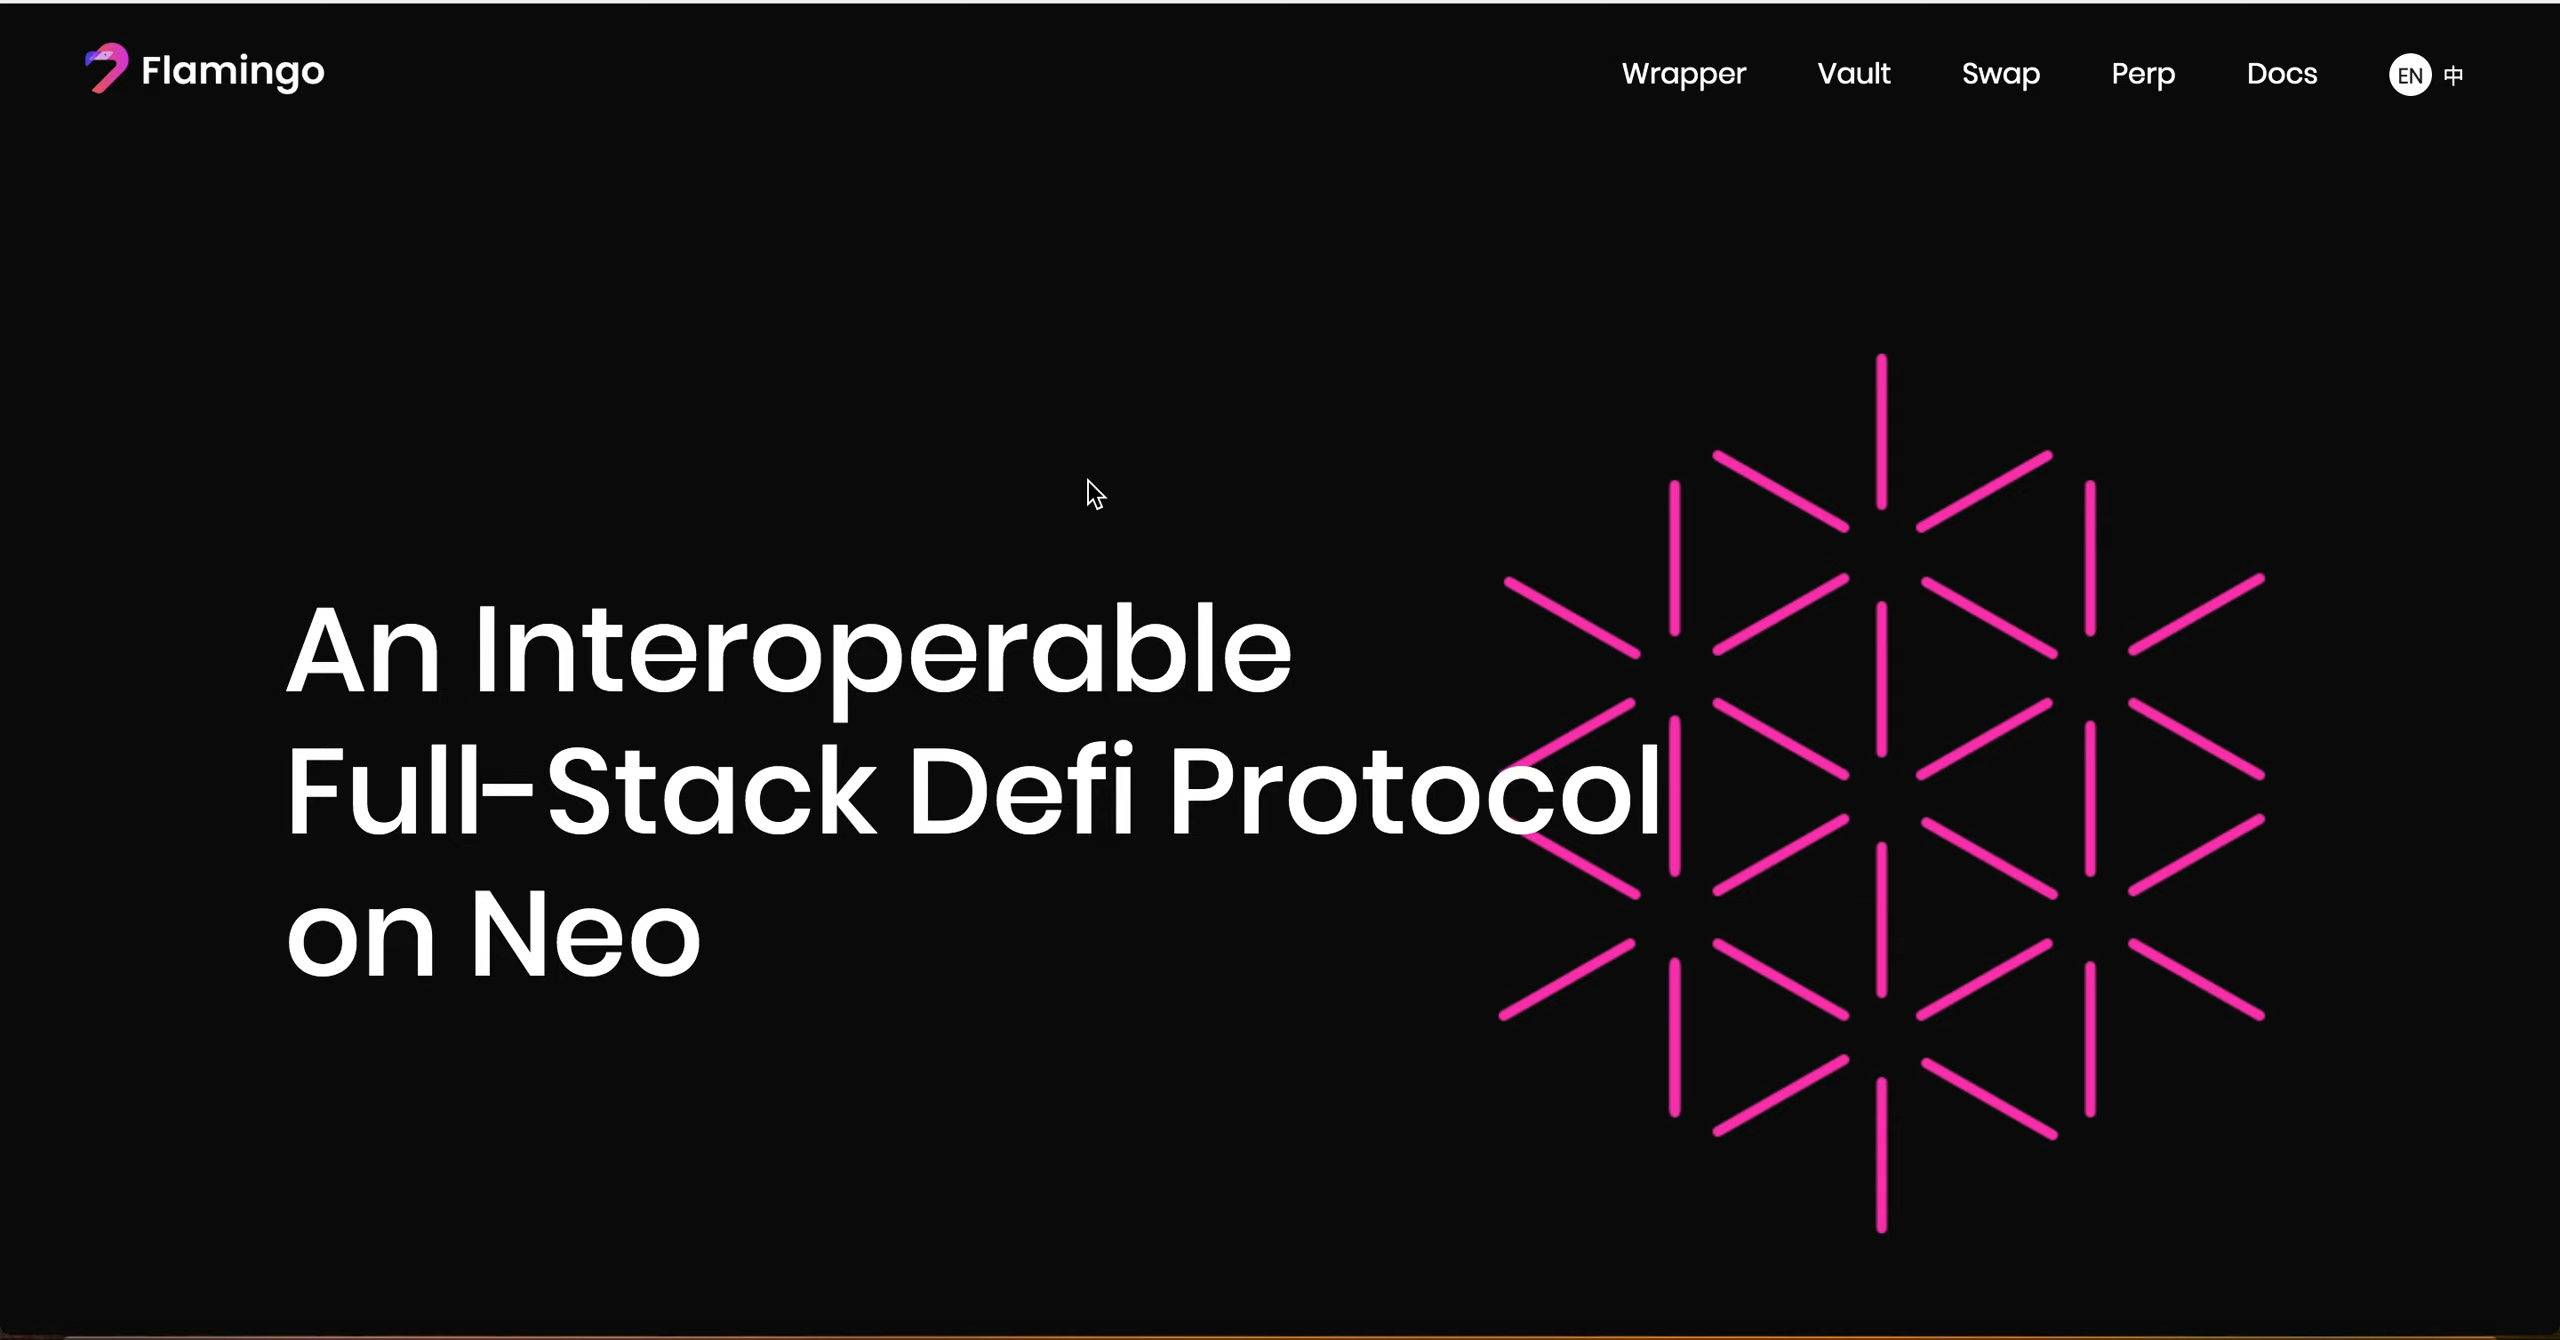 Flamingo
Wrapper Vault Swap Perp Docs EN 中
An Interoperable
Full-Stack Defi Protocol
on Neo